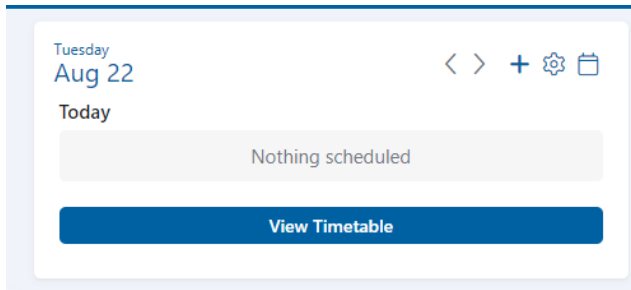 Tuesday
Aug 22
Today
Nothing scheduled
View Timetable